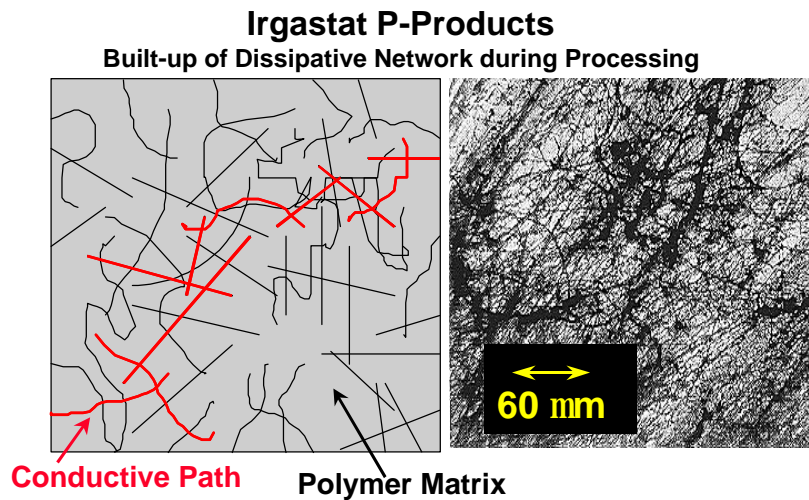 Irgastat P-Products
Built-up of Dissipative Network during Processing
60 mm
Conductive Path
Polymer Matrix